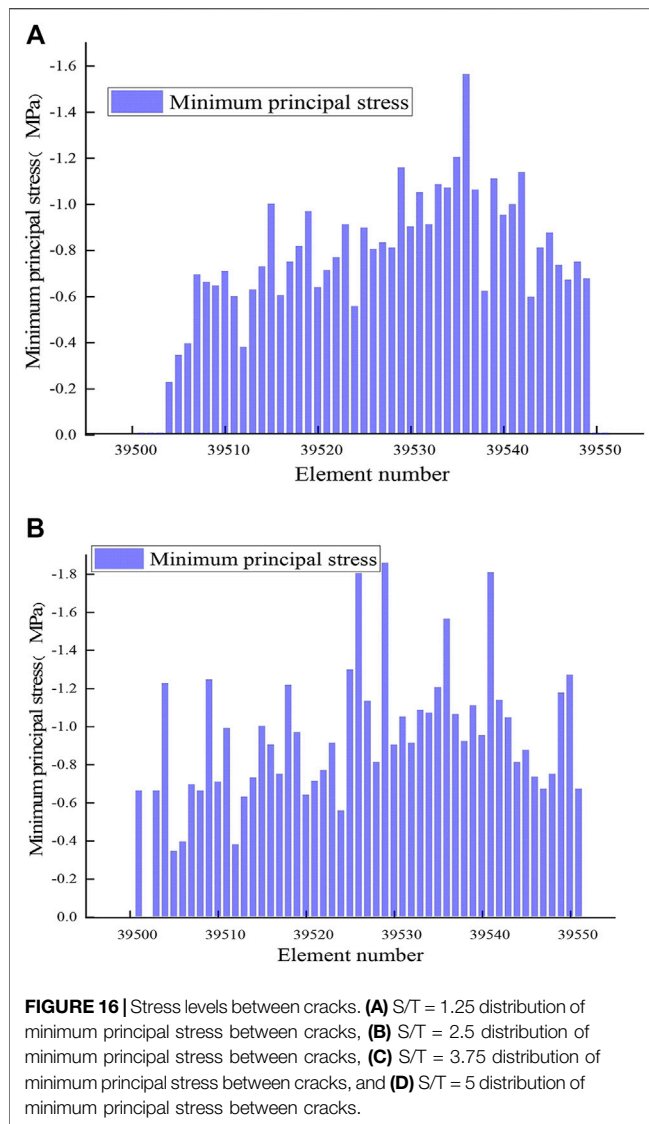 A
Minimum principal stress
Minimum principal stress( MPa)
-1.6
-1.4
-1.2
-1.0
-0.8
-0.6
-0.4
-0.2
0.0
39500 39510 39520 39530 39540 39550
Element number
B
Minimum principal stress
Minimum principal stress( MPa)
-1.8
-1.6
-1.4
-1.2
-1.0
-0.8
-0.6
-0.4
-0.2
0.0
39500 39510 39520 39530 39540 39550
Element number
FIGURE 16 | Stress levels between cracks. (A) S/T = 1.25 distribution of
minimum principal stress between cracks, (B) S/T = 2.5 distribution of
minimum principal stress between cracks, (C) S/T = 3.75 distribution of
minimum principal stress between cracks, and (D) S/T = 5 distribution of
minimum principal stress between cracks.